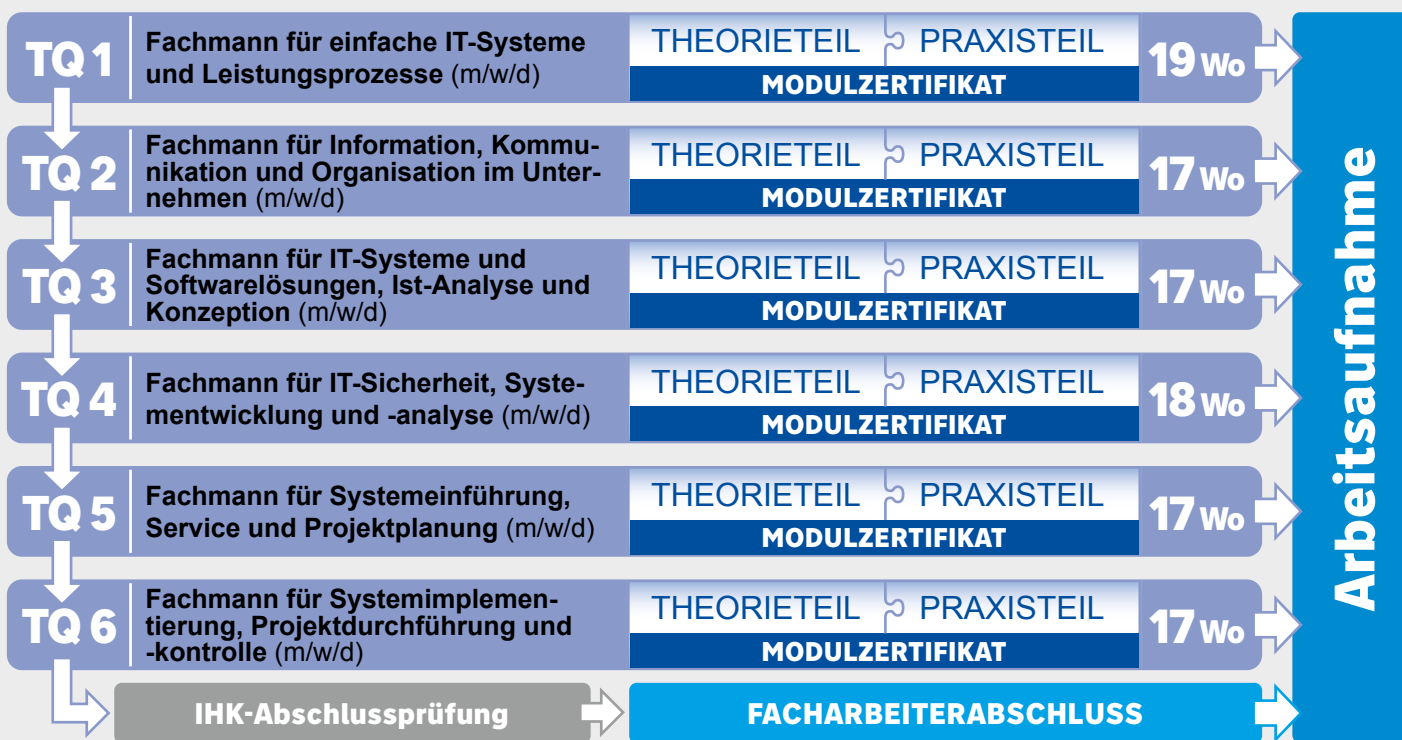 TQ 1
Fachmann für einfache IT-Systeme
und Leistungsprozesse (m/w/d)
THEORIETEIL PRAXISTEIL
MODULZERTIFIKAT
19 Wo
TQ 2
Fachmann für Information, Kommu-
nikation und Organisation im Unter-
nehmen (m/w/d)
THEORIETEIL PRAXISTEIL
MODULZERTIFIKAT
17 Wo
TQ 3
Fachmann für IT-Systeme und
Softwarelösungen, Ist-Analyse und
Konzeption (m/w/d)
THEORIETEIL PRAXISTEIL
MODULZERTIFIKAT
17 Wo
TQ 4
Fachmann für IT-Sicherheit, Syste-
mentwicklung und -analyse (m/w/d)
THEORIETEIL PRAXISTEIL
MODULZERTIFIKAT
18 Wo
TQ 5
Fachmann für Systemeinführung,
Service und Projektplanung (m/w/d)
THEORIETEIL PRAXISTEIL
MODULZERTIFIKAT
17 Wo
TQ 6
Fachmann für Systemimplemen-
tierung, Projektdurchführung und
-kontrolle (m/w/d)
THEORIETEIL PRAXISTEIL
MODULZERTIFIKAT
17 Wo
IHK-Abschlussprüfung
FACHARBEITERABSCHLUSS
Arbeitsaufnahme